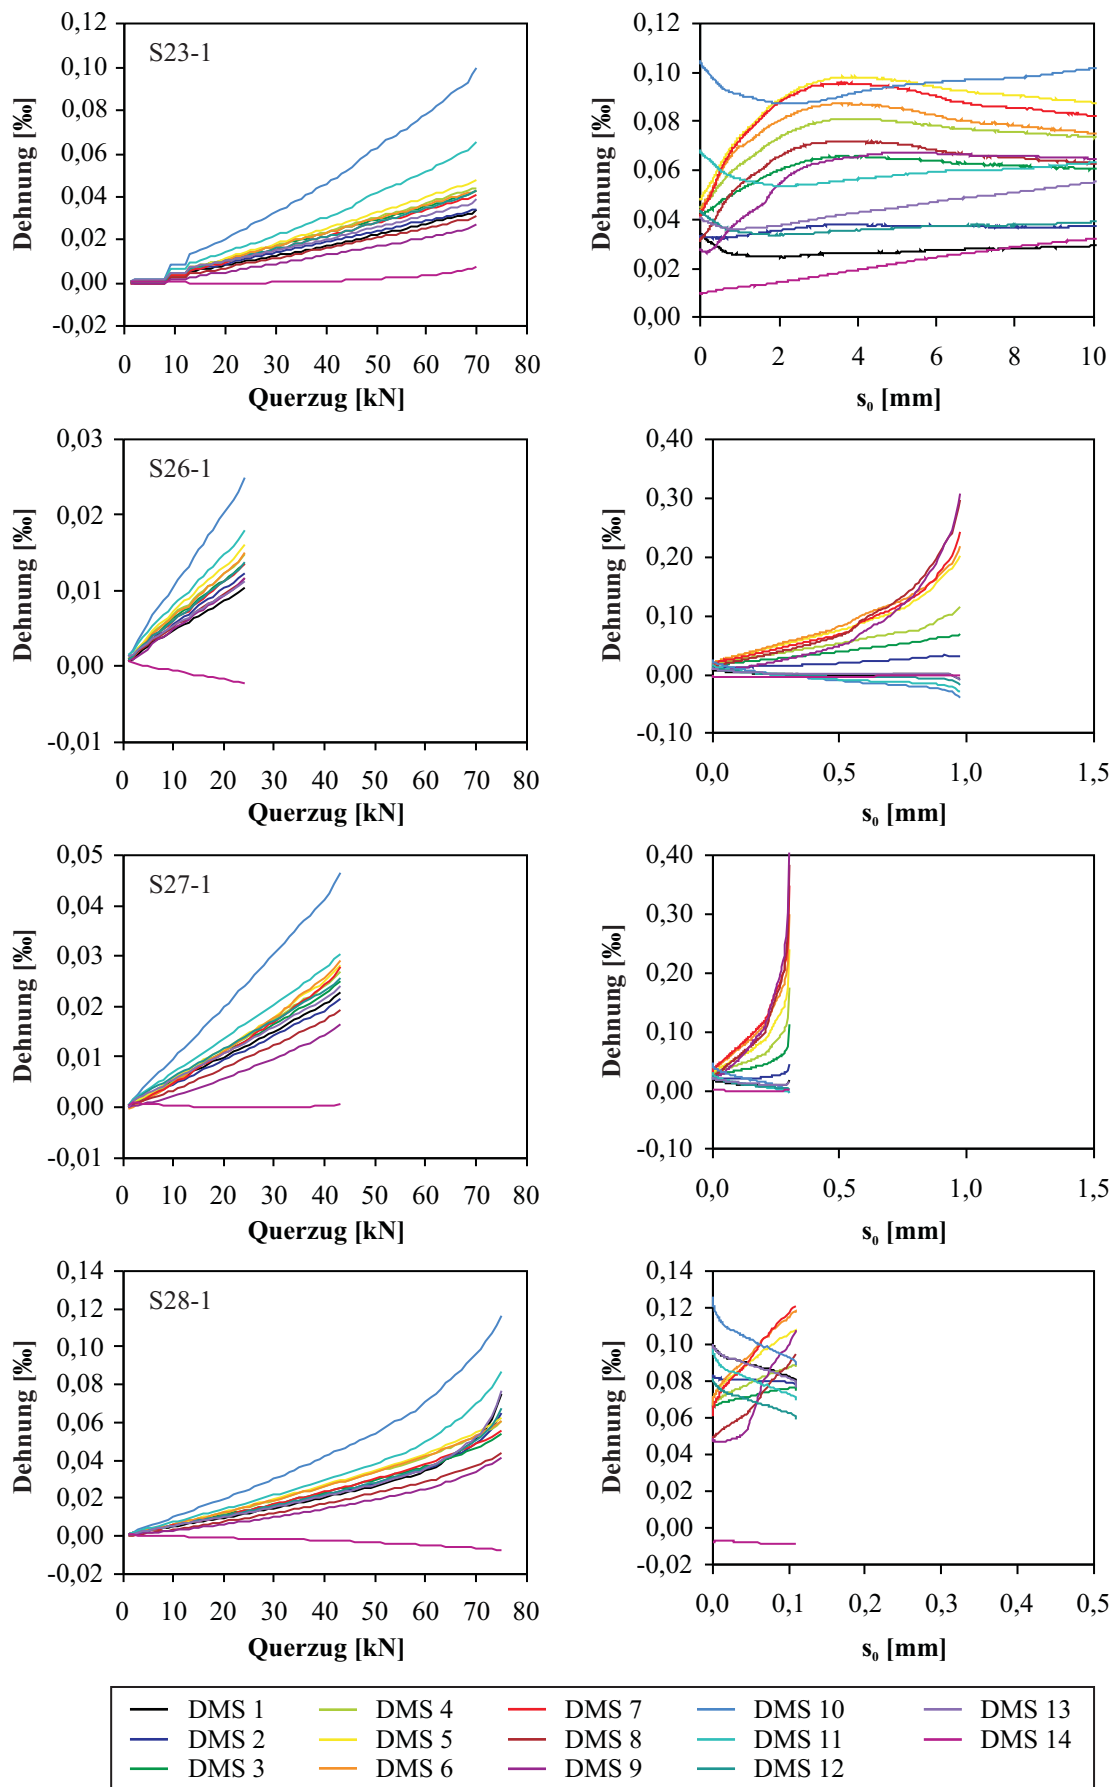 S23-1
Dehnung [‰]
0,12
0,10
0,08
0,06
0,04
0,02
0,00
-0,02
0 10 20 30 40 50 60 70 80
Querzug [kN]
Dehnung [‰]
0,12
0,10
0,08
0,06
0,04
0,02
0,00
0 2 4 6 8 10
s₀ [mm]
S26-1
Dehnung [‰]
0,03
0,02
0,01
0,00
-0,01
0 10 20 30 40 50 60 70 80
Querzug [kN]
Dehnung [‰]
0,40
0,30
0,20
0,10
0,00
-0,10
0,0 0,5 1,0 1,5
s₀ [mm]
S27-1
Dehnung [‰]
0,05
0,04
0,03
0,02
0,01
0,00
-0,01
0 10 20 30 40 50 60 70 80
Querzug [kN]
Dehnung [‰]
0,40
0,30
0,20
0,10
0,00
-0,10
0,0 0,5 1,0 1,5
s₀ [mm]
S28-1
Dehnung [‰]
0,14
0,12
0,10
0,08
0,06
0,04
0,02
0,00
-0,02
0 10 20 30 40 50 60 70 80
Querzug [kN]
Dehnung [‰]
0,14
0,12
0,10
0,08
0,06
0,04
0,02
0,00
-0,02
0,0 0,1 0,2 0,3 0,4 0,5
s₀ [mm]
DMS 1 DMS 4 DMS 7 DMS 10 DMS 13
DMS 2 DMS 5 DMS 8 DMS 11 DMS 14
DMS 3 DMS 6 DMS 9 DMS 12